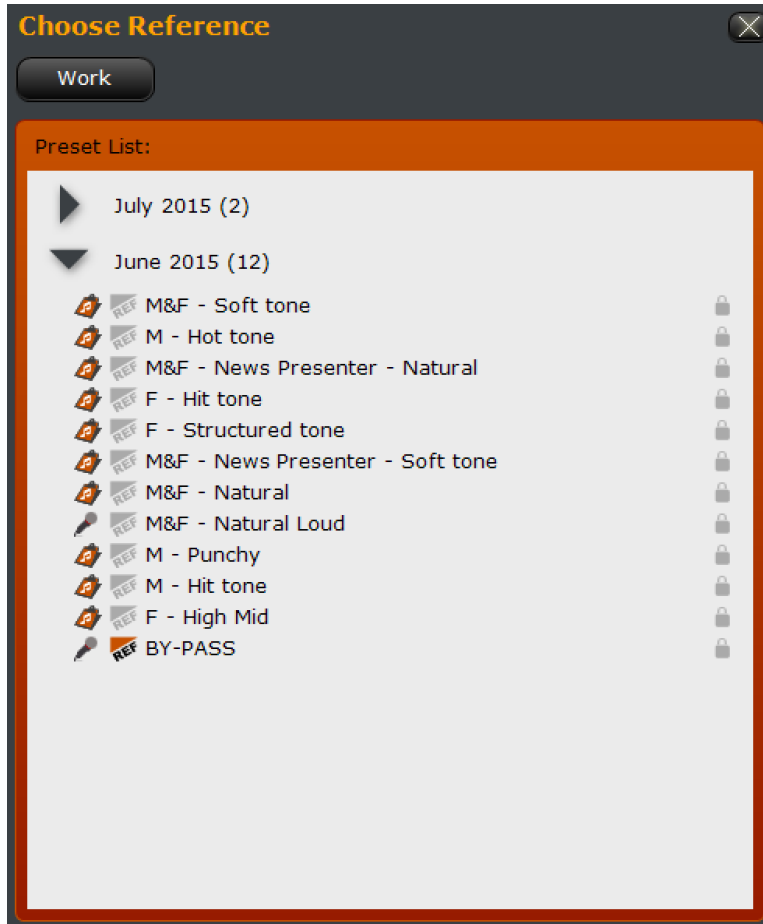 Choose Reference
Work
Preset List:
July 2015 (2)
June 2015 (12)
REF M&F - Soft tone
REF M - Hot tone
REF M&F - News Presenter - Natural
REF F - Hit tone
REF F - Structured tone
REF M&F - News Presenter - Soft tone
REF M&F - Natural
REF M&F - Natural Loud
REF M - Punchy
REF M - Hit tone
REF F - High Mid
REF BY-PASS